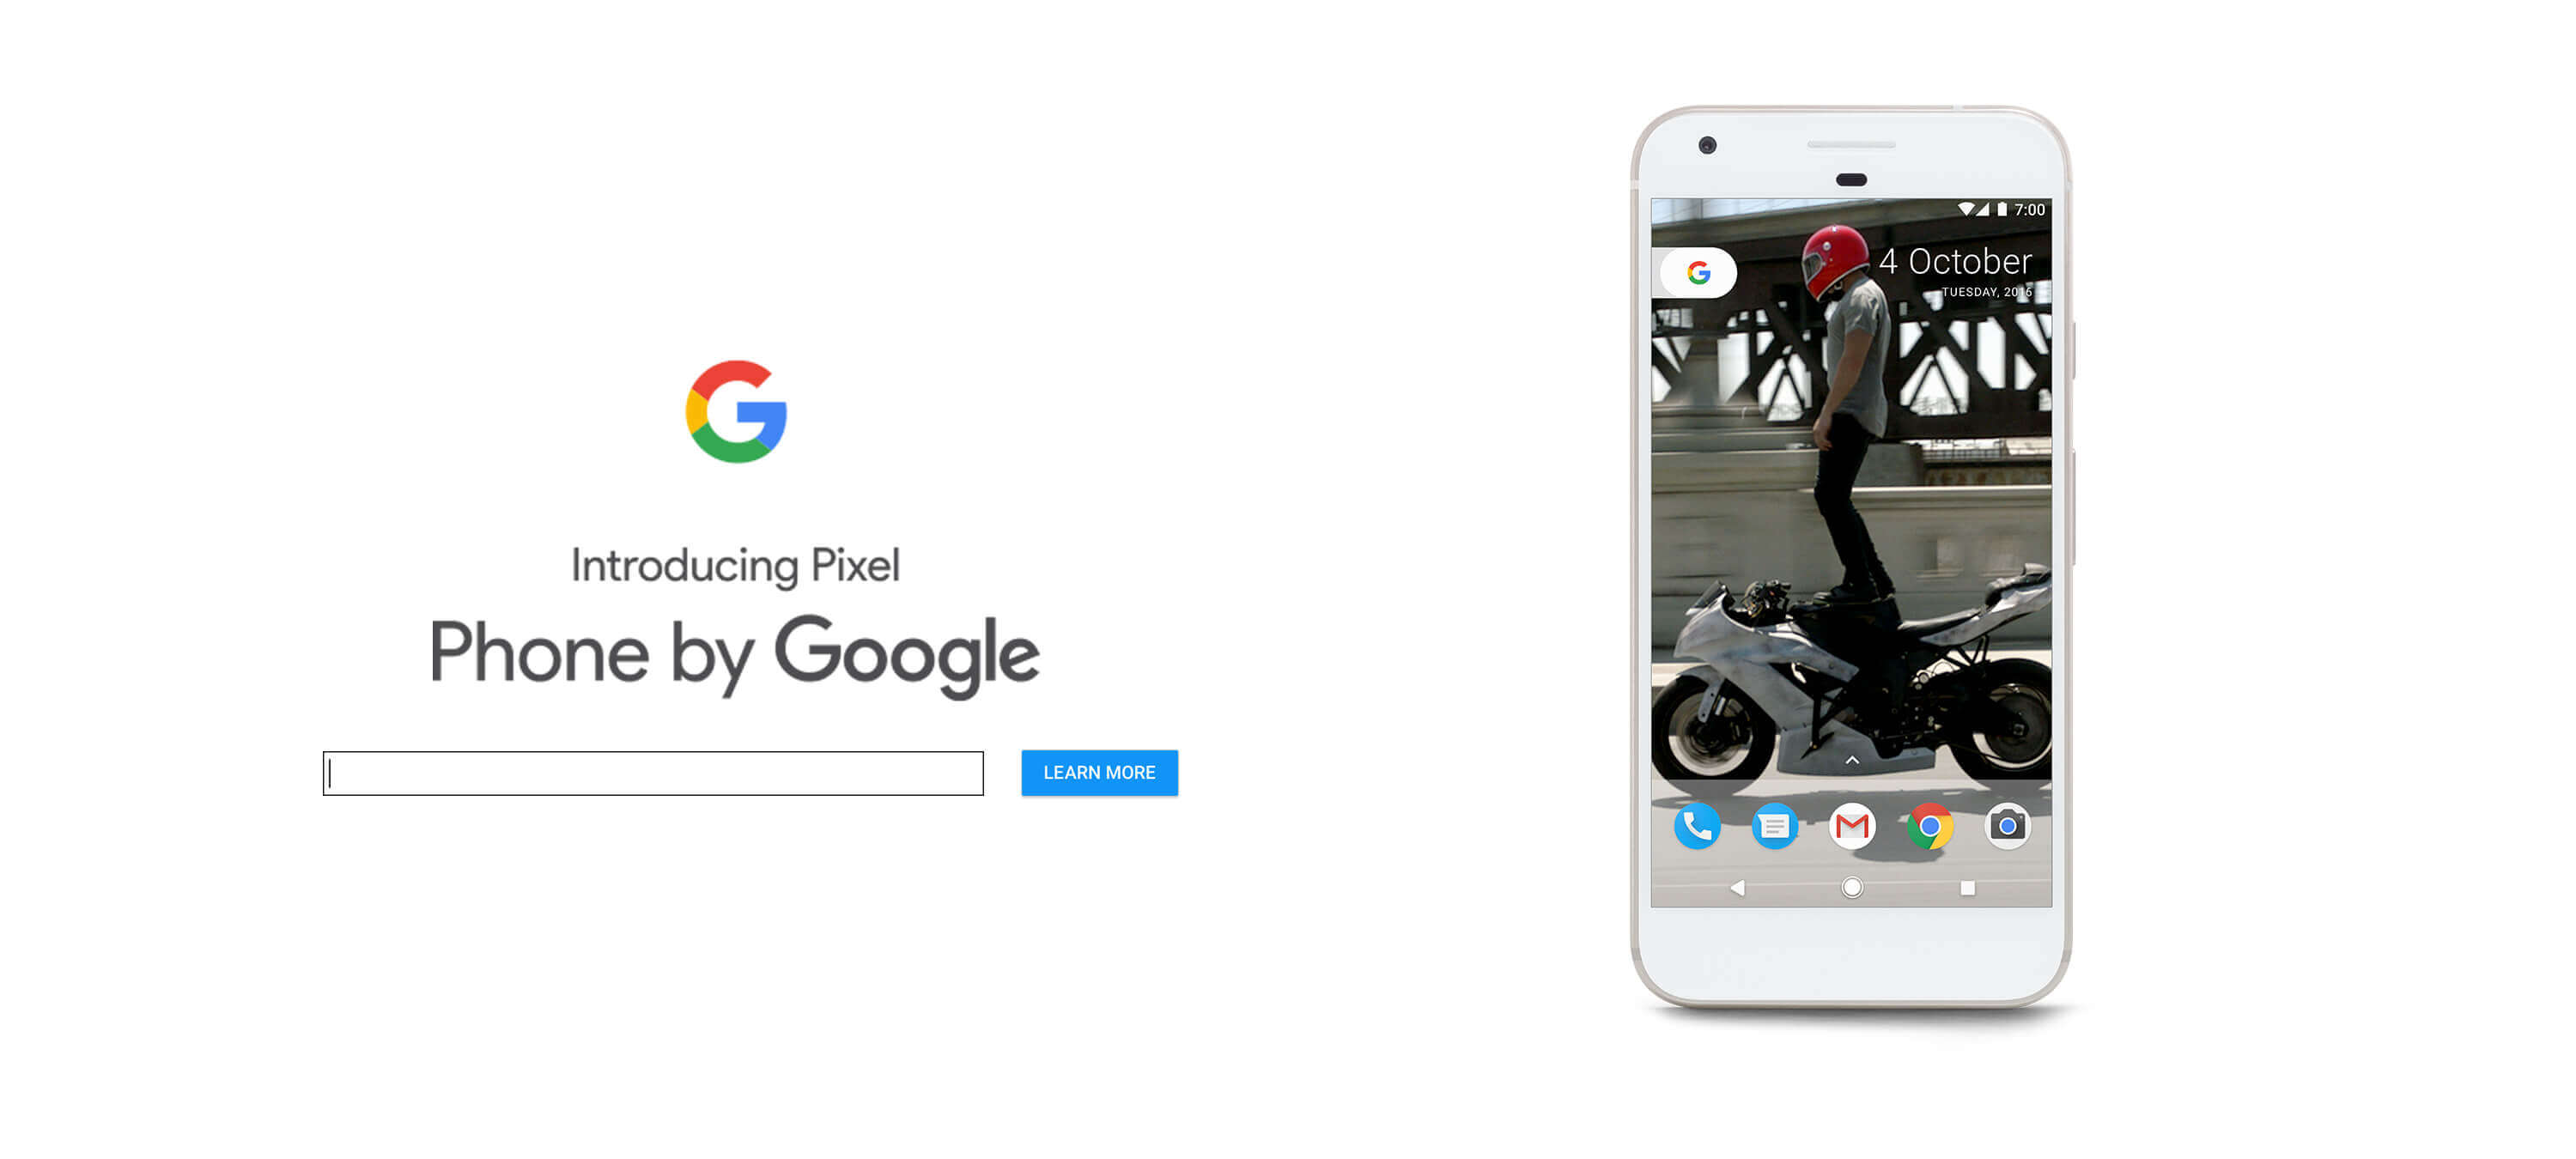 Introducing Pixel
Phone by Google
LEARN MORE
7:00
4 October
TUESDAY, 2016